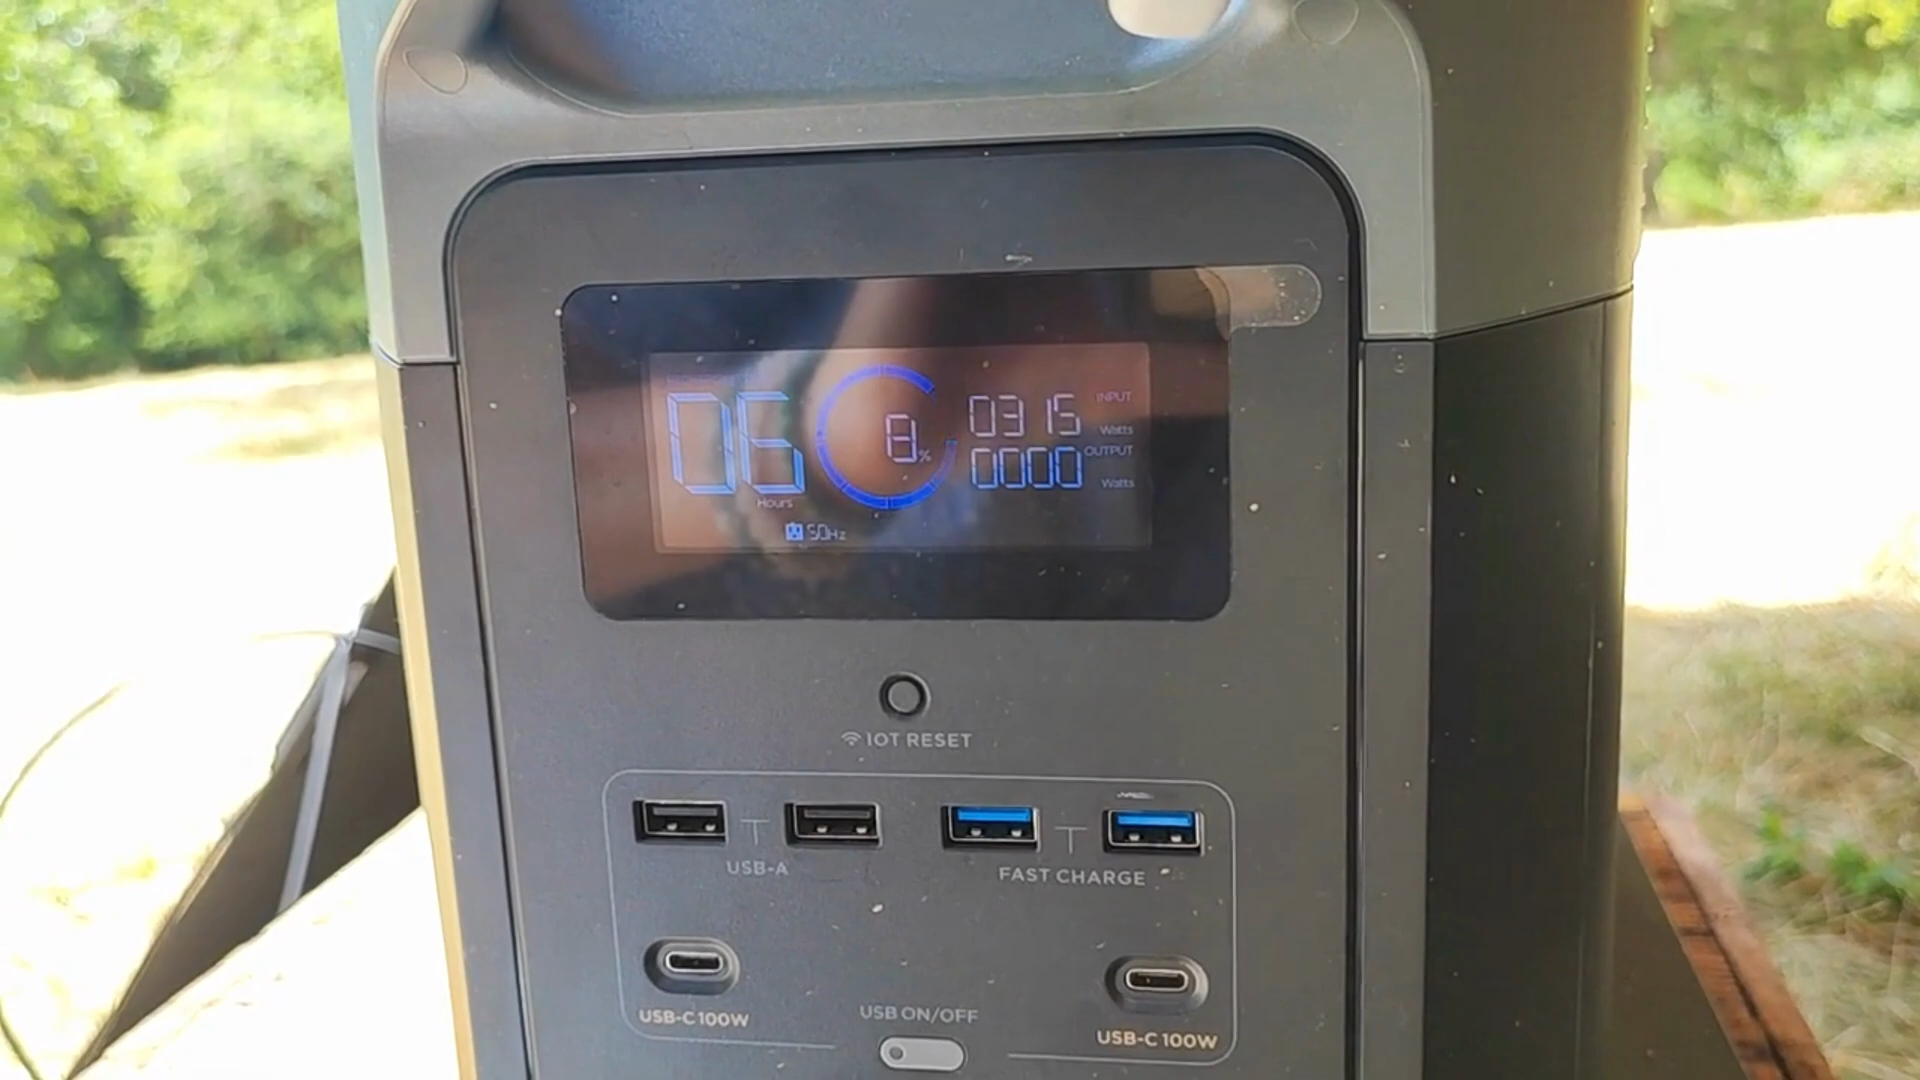 06
Hours
8%
0315
INPUT
Watts
0000
OUTPUT
Watts
50Hz
IOT RESET
USB-A
FAST CHARGE
USB-C 100W
USB ON/OFF
USB-C 100W